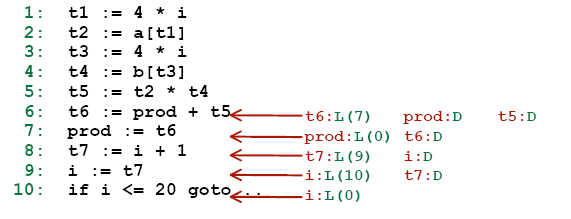 1: t1 := 4 * i
2: t2 := a[t1]
3: t3 := 4 * i
4: t4 := b[t3]
5: t5 := t2 * t4
6: t6 := prod + t5 t6:L(7) prod:D t5:D
7: prod := t6 prod:L(0) t6:D
8: t7 := i + 1 t7:L(9) i:D
9: i := t7 i:L(10) t7:D
10: if i <= 20 goto .. i:L(0)